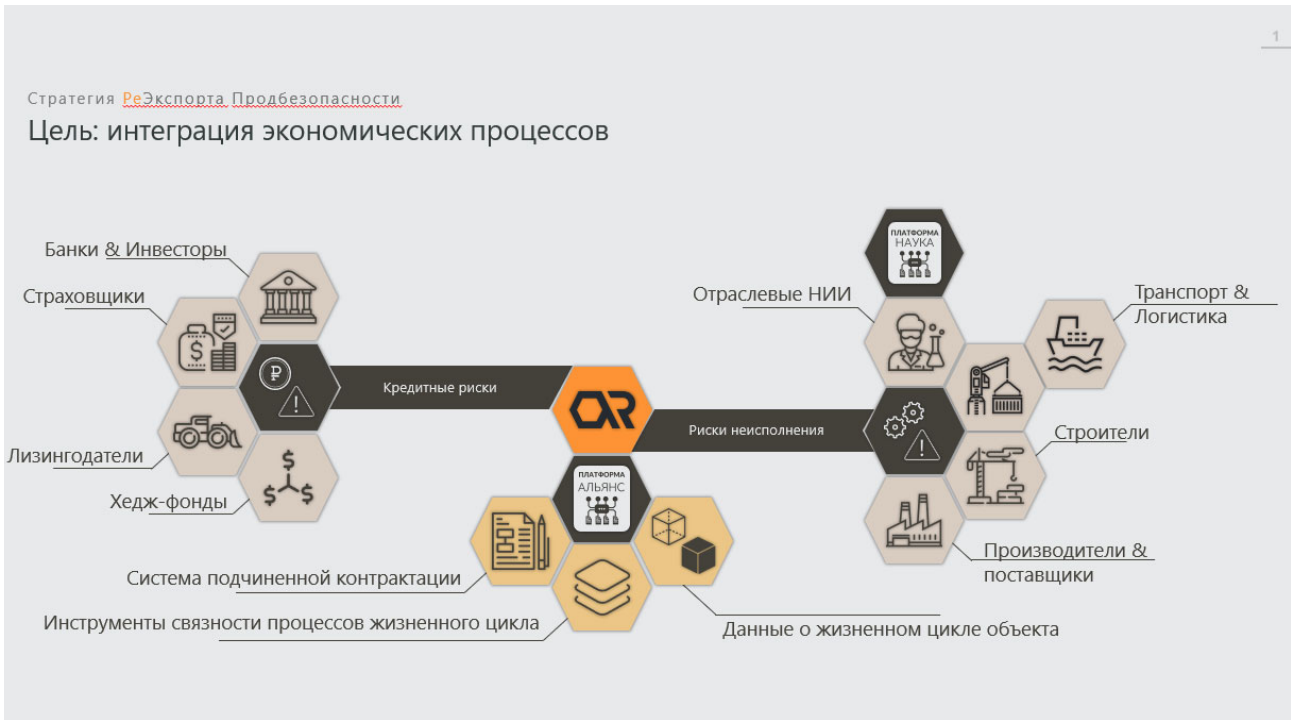 1
Стратегия РеЭкспорта Продбезопасности
Цель: интеграция экономических процессов
Банки & Инвесторы
Страховщики
Лизингодатели
Хедж-фонды
Кредитные риски
Риски неисполнения
ПЛАТФОРМА
НАУКА
Отраслевые НИИ
Транспорт &
Логистика
Строители
Производители &
поставщики
ПЛАТФОРМА
АЛЬЯНС
Система подчиненной контрактации
Инструменты связности процессов жизненного цикла
Данные о жизненном цикле объекта